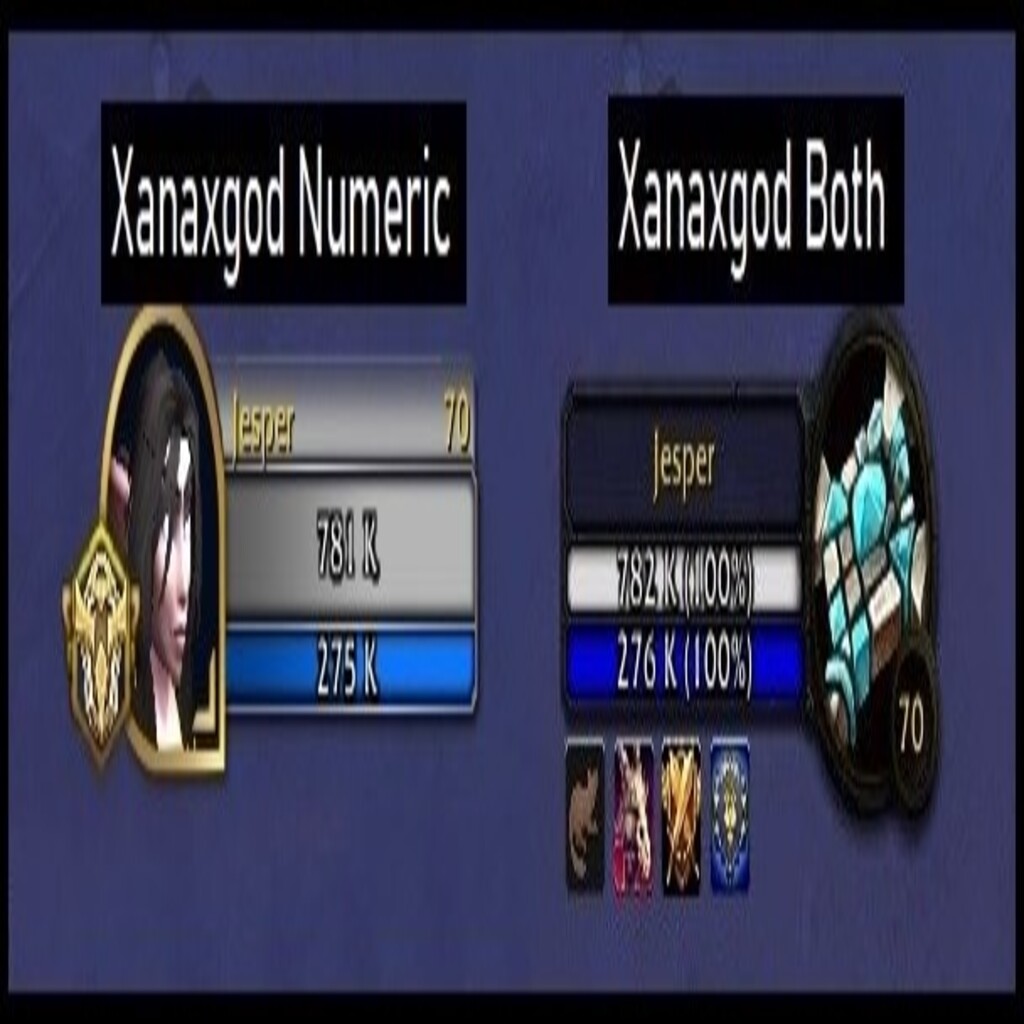 Xanaxgod Numeric
Xanaxgod Both
Jesper 70
781 K
275 K
Jesper
782 K (100%)
276 K (100%)
70